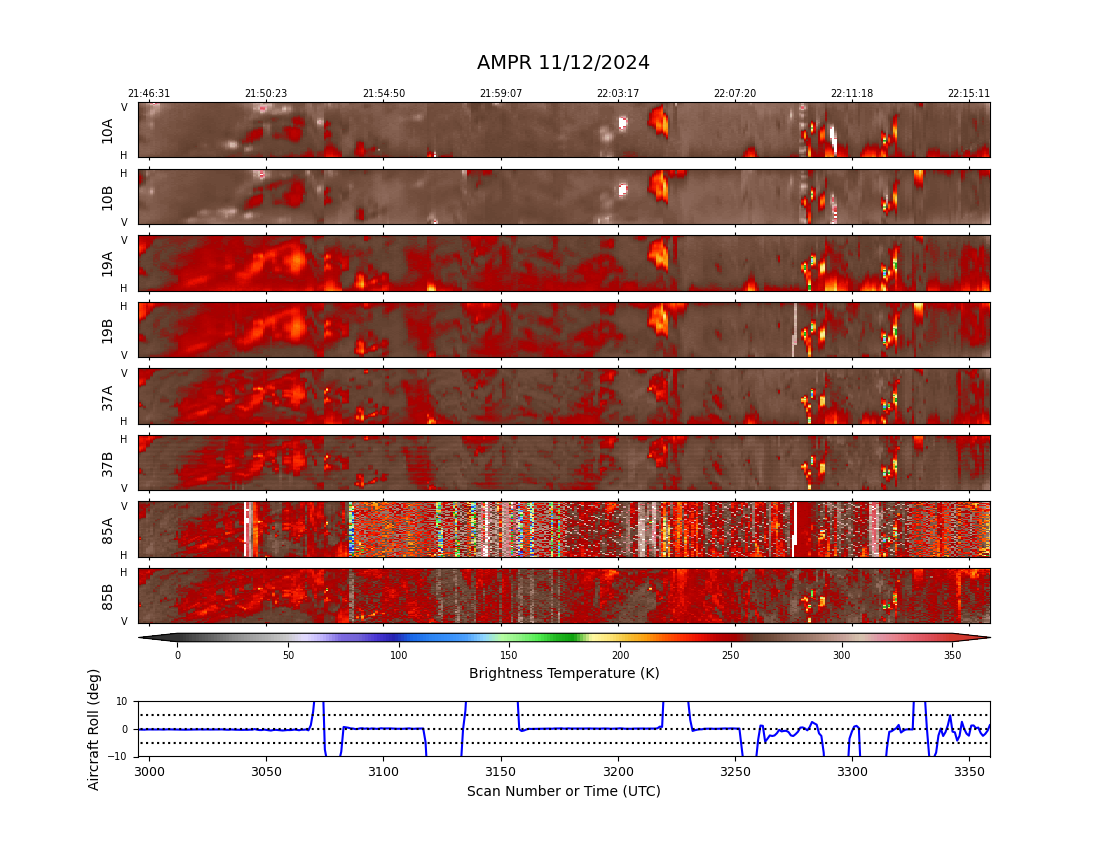 AMPR 11/12/2024
21:46:31 21:50:23 21:54:50 21:59:07 22:03:17 22:07:20 22:11:18 22:15:11
V
10A
H
H
10B
V
V
19A
H
H
19B
V
V
37A
H
H
37B
V
V
85A
H
H
85B
V
0 50 100 150 200 250 300 350
Brightness Temperature (K)
Aircraft Roll (deg)
10
0
−10
3000 3050 3100 3150 3200 3250 3300 3350
Scan Number or Time (UTC)